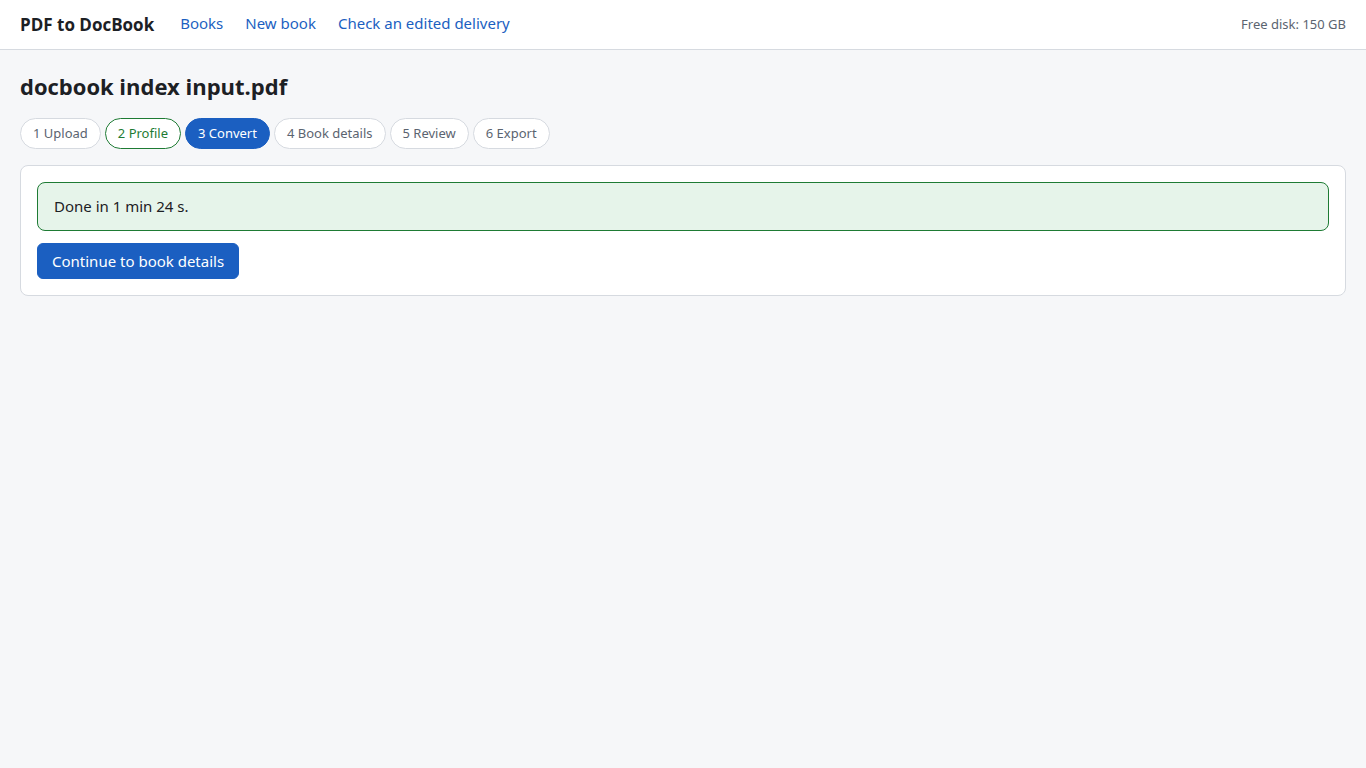 PDF to DocBook Books New book Check an edited delivery Free disk: 150 GB
docbook index input.pdf
1 Upload 2 Profile 3 Convert 4 Book details 5 Review 6 Export
Done in 1 min 24 s.
Continue to book details